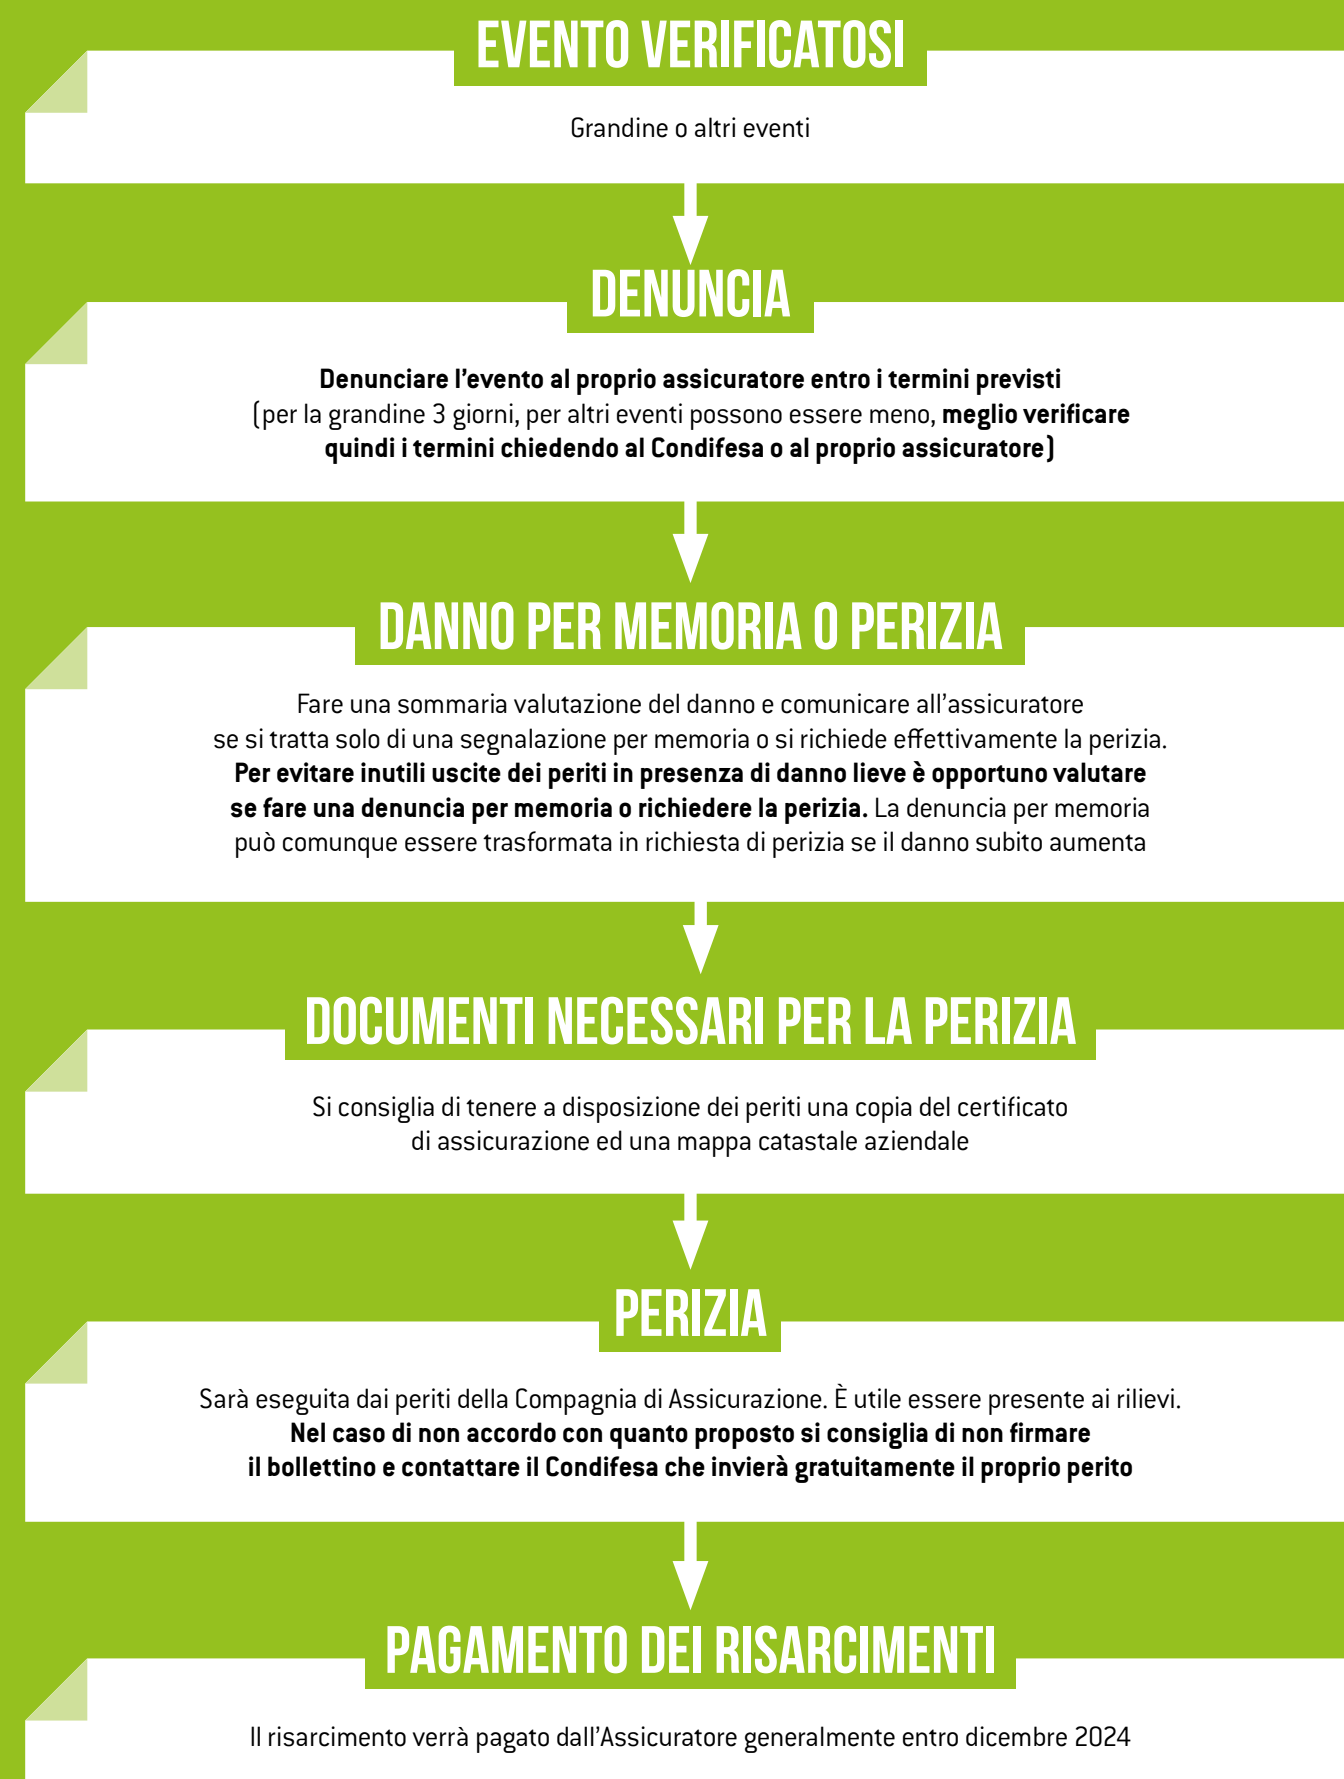 EVENTO VERIFICATOSI
Grandine o altri eventi
DENUNCIA
Denunciare l'evento al proprio assicuratore entro i termini previsti
(per la grandine 3 giorni, per altri eventi possono essere meno, meglio verificare
quindi i termini chiedendo al Condifesa o al proprio assicuratore)
DANNO PER MEMORIA O PERIZIA
Fare una sommaria valutazione del danno e comunicare all'assicuratore
se si tratta solo di una segnalazione per memoria o si richiede effettivamente la perizia.
Per evitare inutili uscite dei periti in presenza di danno lieve è opportuno valutare
se fare una denuncia per memoria o richiedere la perizia. La denuncia per memoria
può comunque essere trasformata in richiesta di perizia se il danno subito aumenta
DOCUMENTI NECESSARI PER LA PERIZIA
Si consiglia di tenere a disposizione dei periti una copia del certificato
di assicurazione ed una mappa catastale aziendale
PERIZIA
Sarà eseguita dai periti della Compagnia di Assicurazione. È utile essere presente ai rilievi.
Nel caso di non accordo con quanto proposto si consiglia di non firmare
il bollettino e contattare il Condifesa che invierà gratuitamente il proprio perito
PAGAMENTO DEI RISARCIMENTI
Il risarcimento verrà pagato dall'Assicuratore generalmente entro dicembre 2024